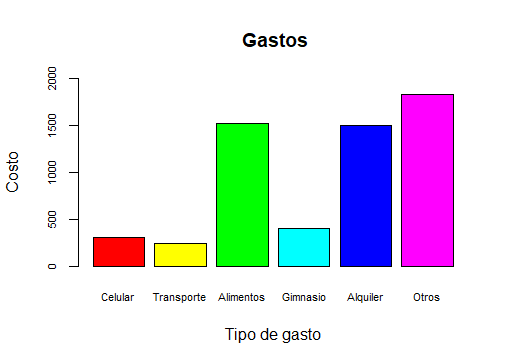 Gastos
Costo
2000
1500
1000
500
0
Celular Transporte Alimentos Gimnasio Alquiler Otros
Tipo de gasto